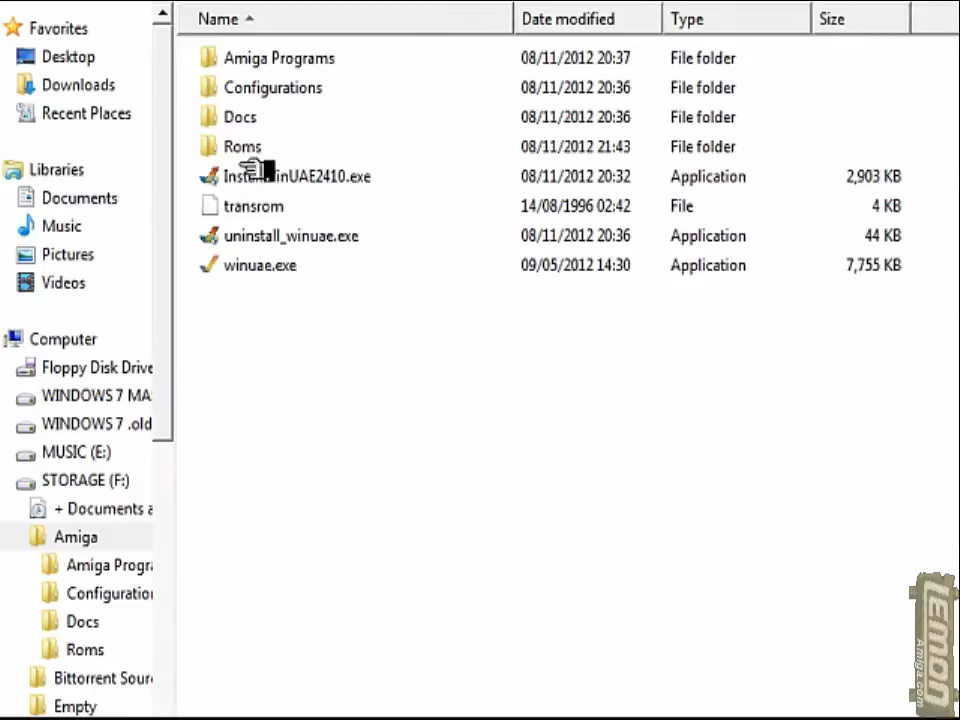 Name Date modified Type Size
Favorites
Desktop
Downloads
Recent Places
Libraries
Documents
Music
Pictures
Videos
Computer
Floppy Disk Drive
WINDOWS 7 MA
WINDOWS 7 .old
MUSIC (E:)
STORAGE (F:)
+ Documents a
Amiga
Amiga Progra
Configuration
Docs
Roms
Bittorrent Sour
Empty
Amiga Programs 08/11/2012 20:37 File folder
Configurations 08/11/2012 20:36 File folder
Docs 08/11/2012 20:36 File folder
Roms 08/11/2012 21:43 File folder
inUAE2410.exe 08/11/2012 20:32 Application 2,903 KB
transrom 14/08/1996 02:42 File 4 KB
uninstall_winuae.exe 08/11/2012 20:36 Application 44 KB
winuae.exe 09/05/2012 14:30 Application 7,755 KB
LEMON
Amiga.com